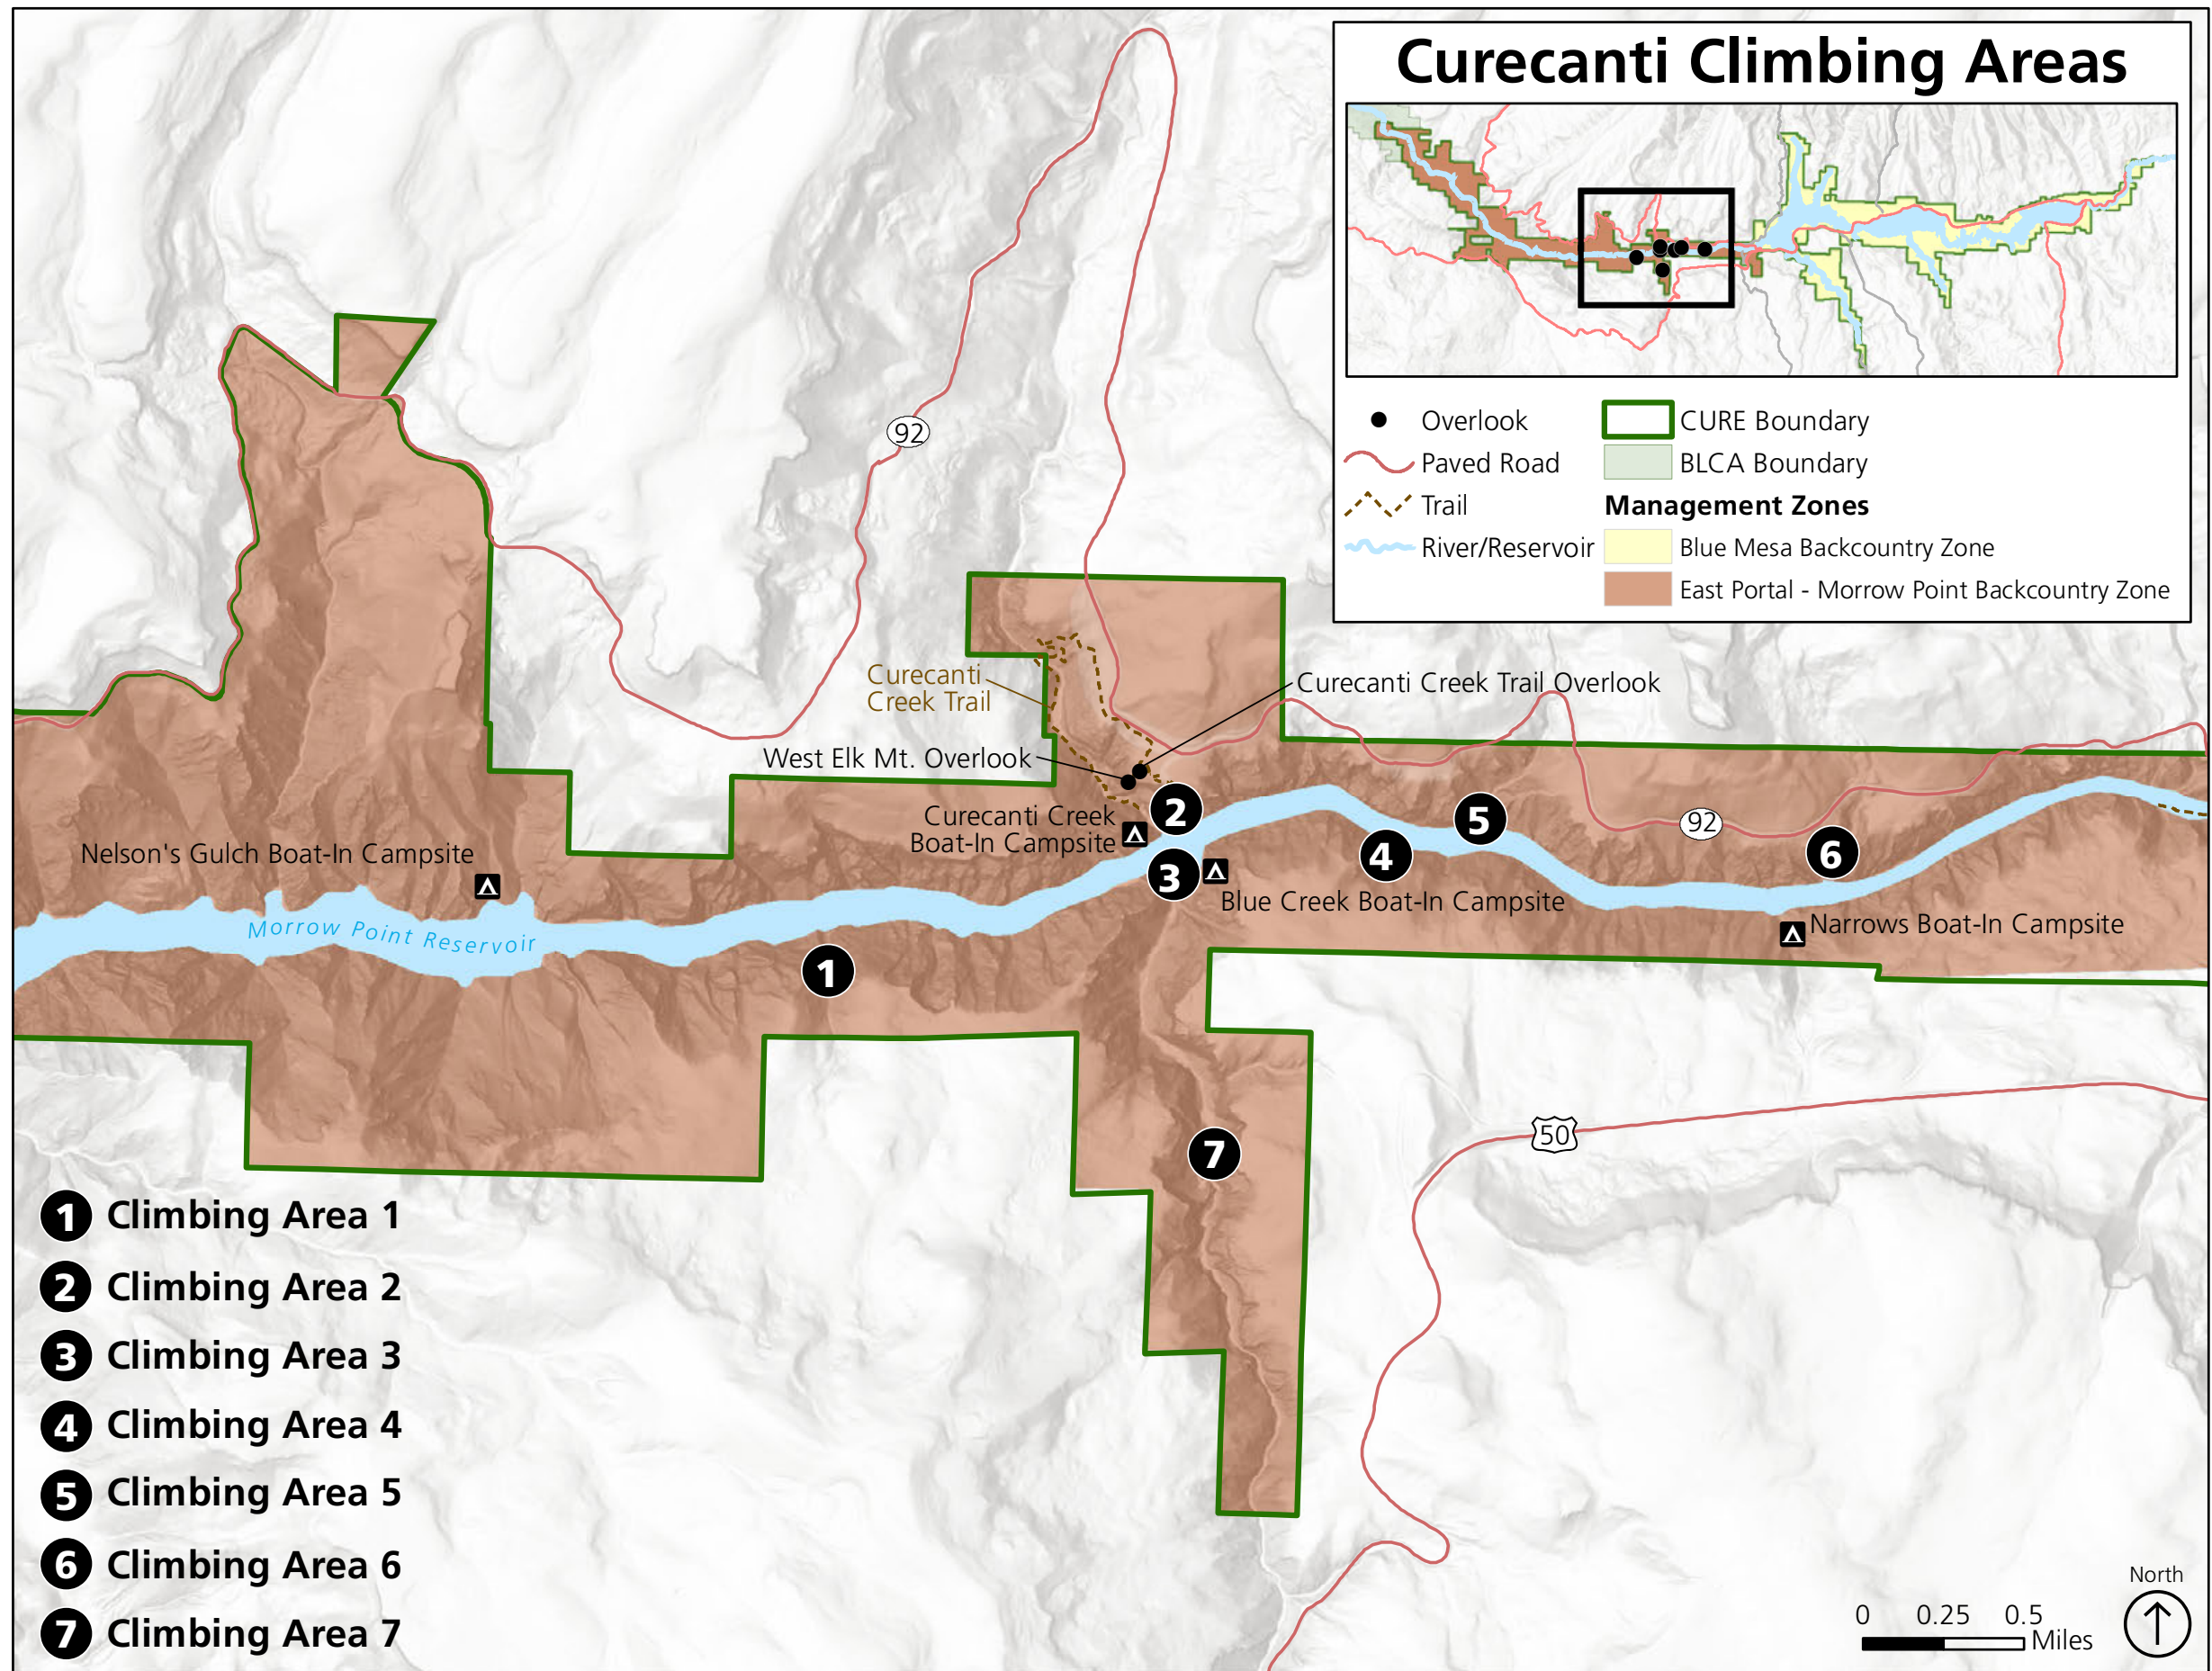 Curecanti Climbing Areas
Overlook
Paved Road
Trail
River/Reservoir
CURE Boundary
BLCA Boundary
Management Zones
Blue Mesa Backcountry Zone
East Portal - Morrow Point Backcountry Zone
92
Curecanti
Creek Trail
Curecanti Creek Trail Overlook
West Elk Mt. Overlook
Curecanti Creek
Boat-In Campsite
2
5
92
6
Nelson's Gulch Boat-In Campsite
3
4
Blue Creek Boat-In Campsite
Morrow Point Reservoir
Narrows Boat-In Campsite
1
7
50
1 Climbing Area 1
2 Climbing Area 2
3 Climbing Area 3
4 Climbing Area 4
5 Climbing Area 5
6 Climbing Area 6
7 Climbing Area 7
North
0 0.25 0.5
Miles